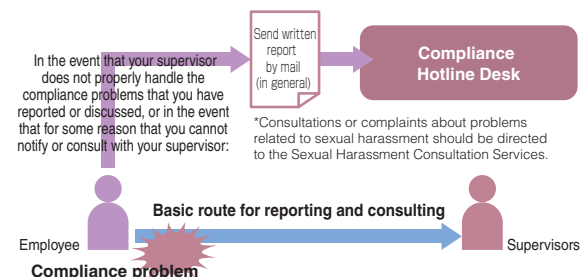 In the event that your supervisor
does not properly handle the
compliance problems that you have
reported or discussed, or in the event
that for some reason that you cannot
notify or consult with your supervisor:
Send written
report
by mail
(in general)
Compliance
Hotline Desk
*Consultations or complaints about problems
related to sexual harassment should be directed
to the Sexual Harassment Consultation Services.
Basic route for reporting and consulting
Employee
Supervisors
Compliance problem